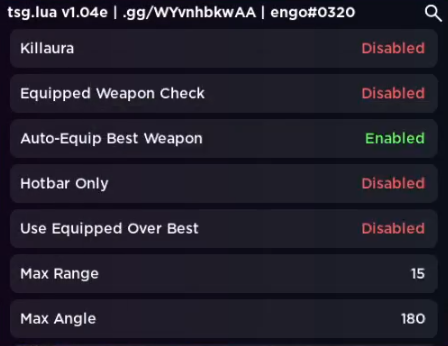 tsg.lua v1.04e | .gg/WYvnhbkwAA | engo#0320
Killaura Disabled
Equipped Weapon Check Disabled
Auto-Equip Best Weapon Enabled
Hotbar Only Disabled
Use Equipped Over Best Disabled
Max Range 15
Max Angle 180